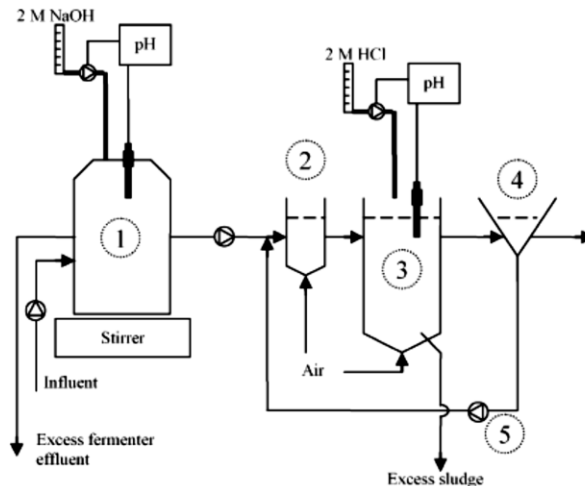 2 M NaOH
pH
2 M HCl
pH
1
2
3
4
Stirrer
Influent
Air
Excess fermenter
effluent
5
Excess sludge